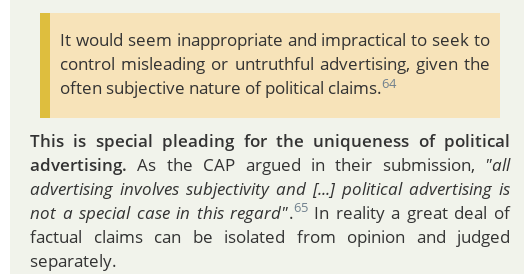 It would seem inappropriate and impractical to seek to
control misleading or untruthful advertising, given the
often subjective nature of political claims.64
This is special pleading for the uniqueness of political
advertising. As the CAP argued in their submission, "all
advertising involves subjectivity and [...] political advertising is
not a special case in this regard".65 In reality a great deal of
factual claims can be isolated from opinion and judged
separately.